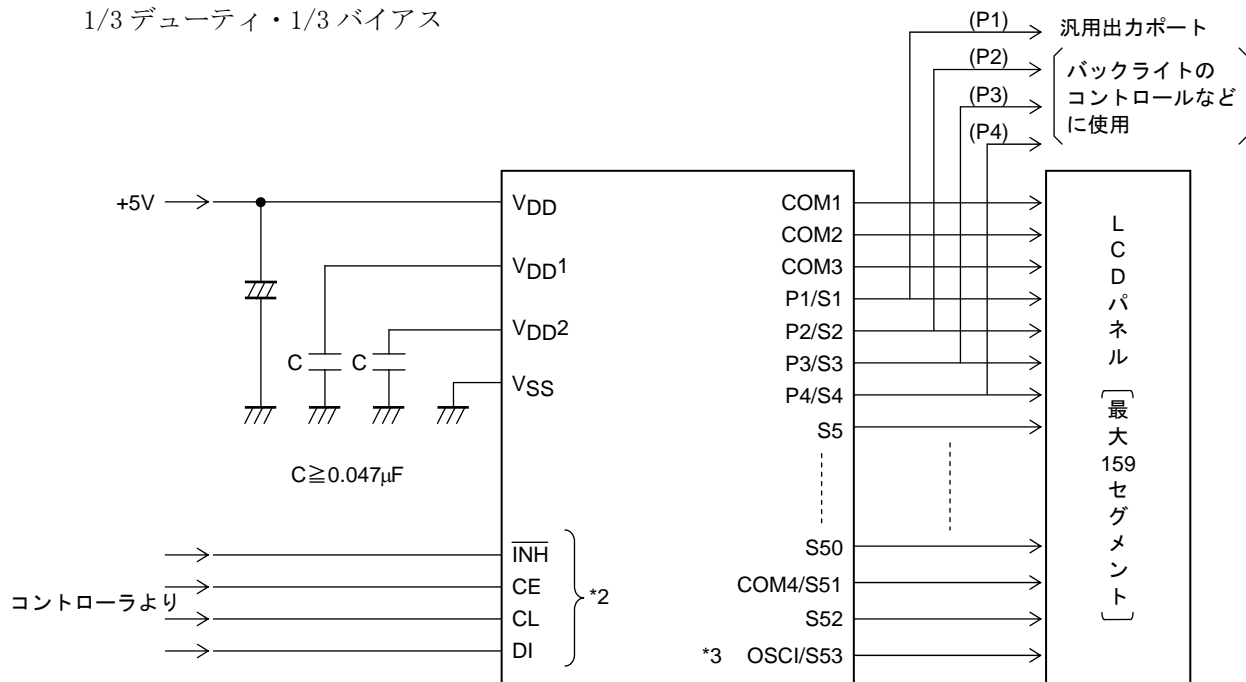 1/3 デューティ・1/3 バイアス
(P1)
汎用出力ポート
(P2)
(P3)
(P4)
バックライトの
コントロールなど
に使用
+5V
VDD
VDD1
VDD2
VSS
C
C
C≧0.047μF
コントローラより
INH
CE
CL
DI
*2
COM1
COM2
COM3
P1/S1
P2/S2
P3/S3
P4/S4
S5
S50
COM4/S51
S52
*3 OSCI/S53
LCDパネル
最大159セグメント